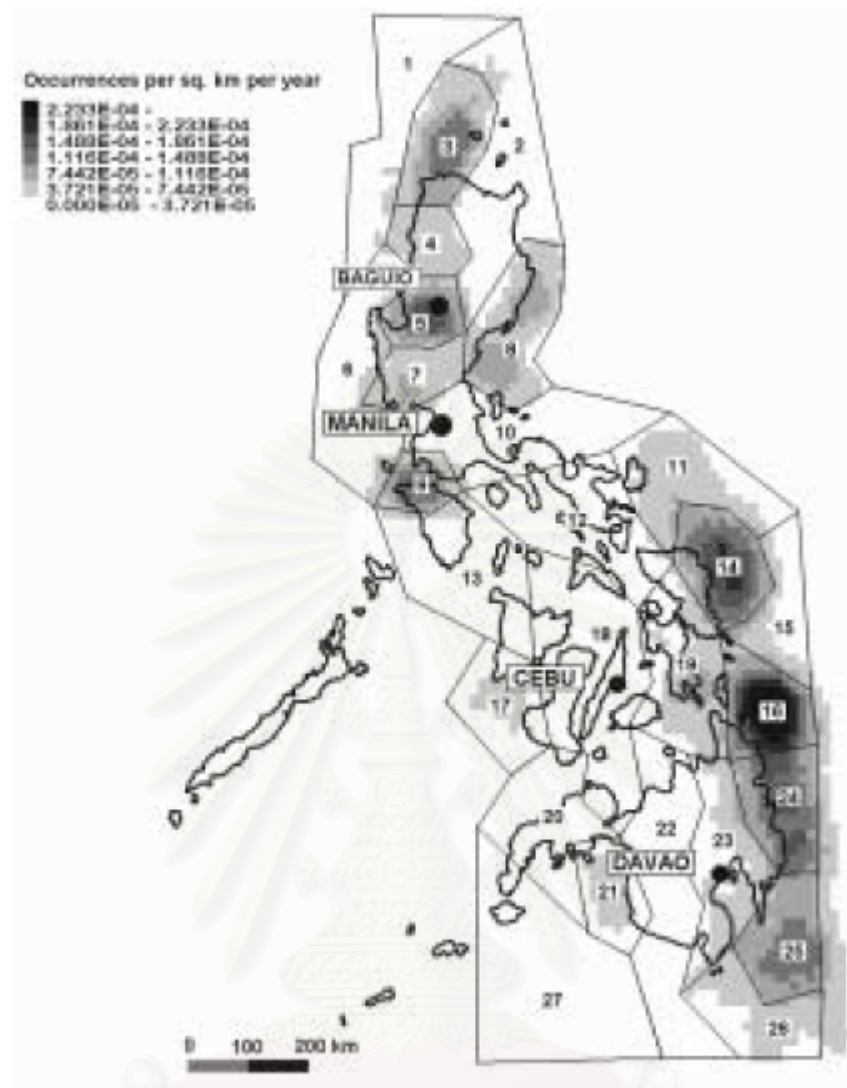 Occurrences per sq. km per year
2.233E-04 -
1.861E-04 - 2.233E-04
1.488E-04 - 1.861E-04
1.116E-04 - 1.488E-04
7.442E-05 - 1.116E-04
3.721E-05 - 7.442E-05
0.000E-05 - 3.721E-05
1
2
3
4
BAGUIO
5
6
7
8
MANILA
10
9
11
12
13
14
15
18
CEBU
19
17
16
24
20
22
23
DAVAO
21
25
27
26
0 100 200 km